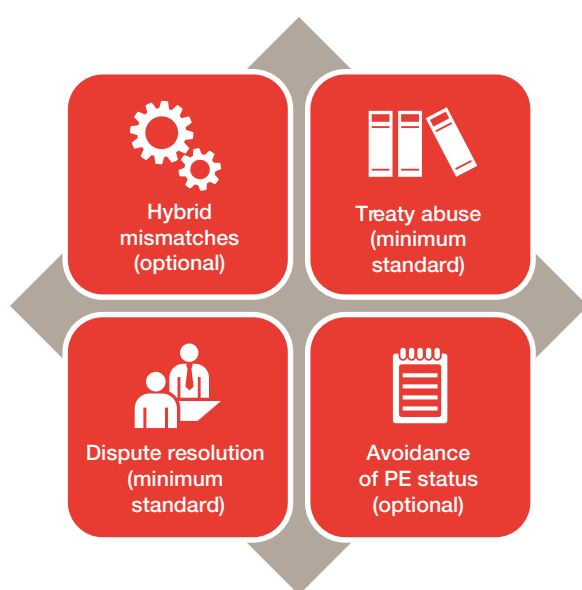 Hybrid
mismatches
(optional)
Treaty abuse
(minimum
standard)
Dispute resolution
(minimum
standard)
Avoidance
of PE status
(optional)